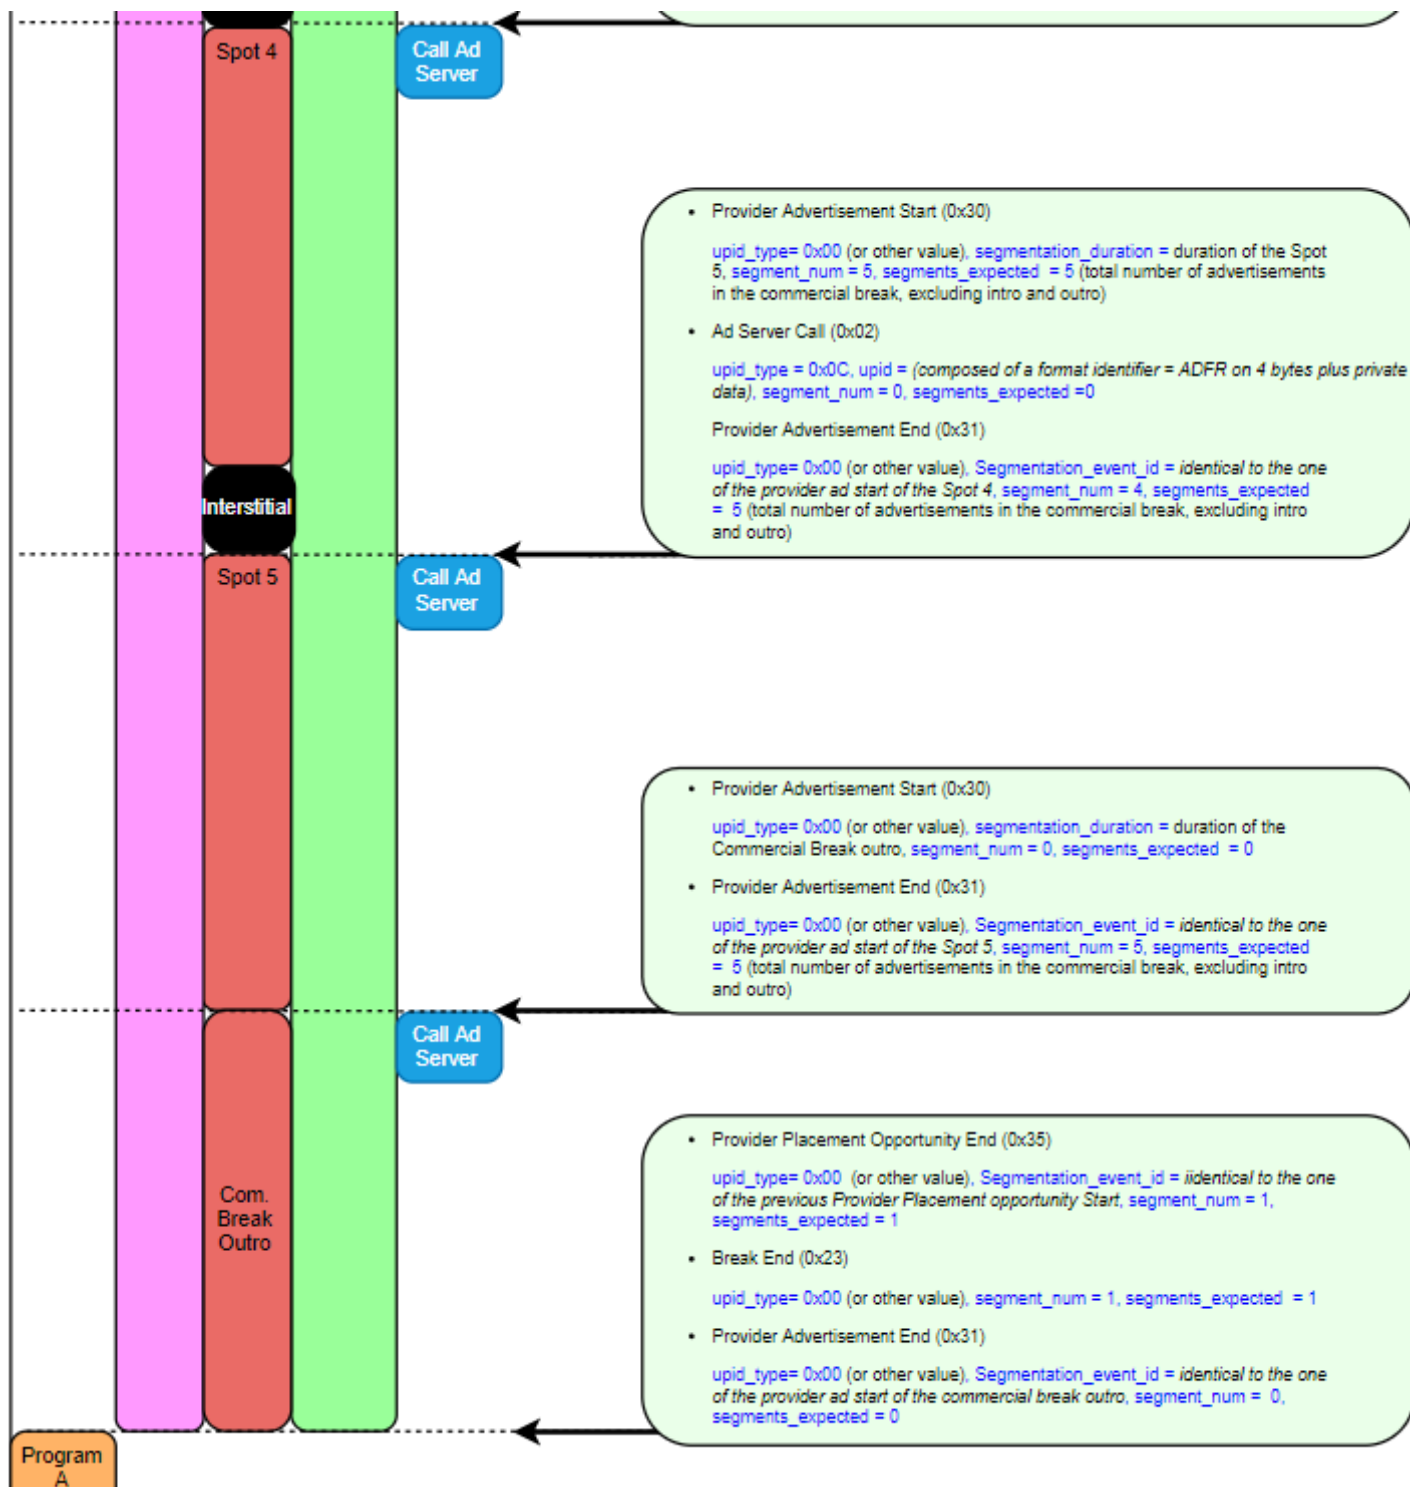 Spot 4
Call Ad
Server
• Provider Advertisement Start (0x30)
upid_type= 0x00 (or other value), segmentation_duration = duration of the Spot
5, segment_num = 5, segments_expected  = 5 (total number of advertisements
in the commercial break, excluding intro and outro)
• Ad Server Call (0x02)
upid_type = 0x0C, upid = (composed of a format identifier = ADFR on 4 bytes plus private
data), segment_num = 0, segments_expected =0
Provider Advertisement End (0x31)
upid_type= 0x00 (or other value), Segmentation_event_id = identical to the one
of the provider ad start of the Spot 4, segment_num = 4, segments_expected
=  5 (total number of advertisements in the commercial break, excluding intro
and outro)
Interstitial
Spot 5
Call Ad
Server
• Provider Advertisement Start (0x30)
upid_type= 0x00 (or other value), segmentation_duration = duration of the
Commercial Break outro, segment_num = 0, segments_expected  = 0
• Provider Advertisement End (0x31)
upid_type= 0x00 (or other value), Segmentation_event_id = identical to the one
of the provider ad start of the Spot 5, segment_num = 5, segments_expected
=  5 (total number of advertisements in the commercial break, excluding intro
and outro)
Call Ad
Server
Com.
Break
Outro
• Provider Placement Opportunity End (0x35)
upid_type= 0x00  (or other value), Segmentation_event_id = iidentical to the one
of the previous Provider Placement opportunity Start, segment_num = 1,
segments_expected = 1
• Break End (0x23)
upid_type= 0x00 (or other value), segment_num = 1, segments_expected  = 1
• Provider Advertisement End (0x31)
upid_type= 0x00 (or other value), Segmentation_event_id = identical to the one
of the provider ad start of the commercial break outro, segment_num =  0,
segments_expected = 0
Program
A